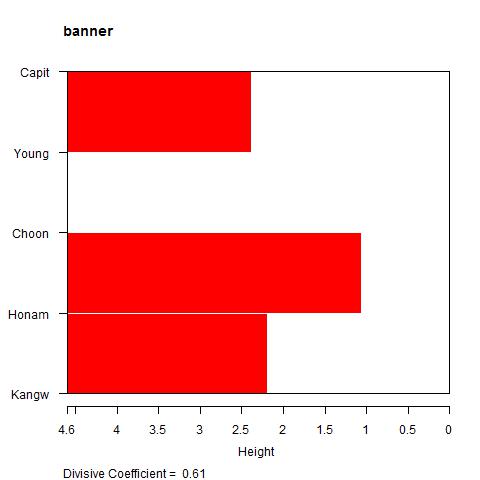 banner
Capit
Young
Choon
Honam
Kangw
4.6 4 3.5 3 2.5 2 1.5 1 0.5 0
Height
Divisive Coefficient = 0.61